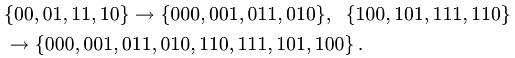 {00, 01, 11, 10} → {000, 001, 011, 010}, {100, 101, 111, 110}
→ {000, 001, 011, 010, 110, 111, 101, 100} .